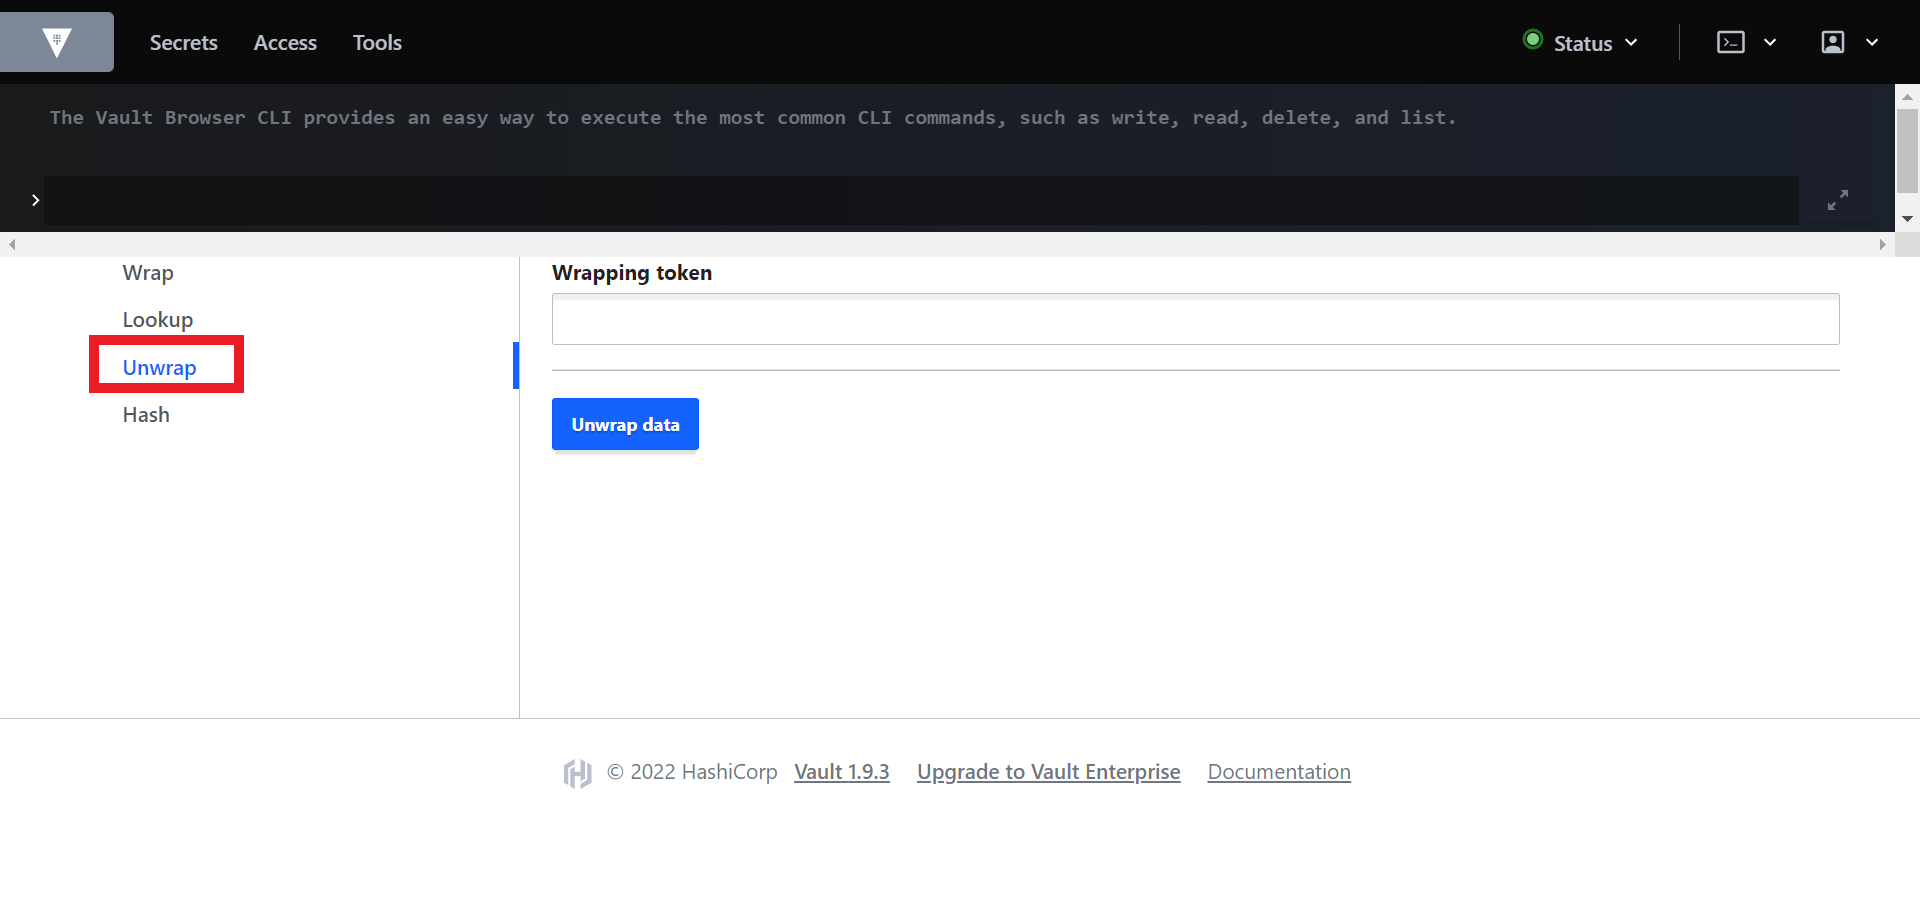 Secrets Access Tools Status
The Vault Browser CLI provides an easy way to execute the most common CLI commands, such as write, read, delete, and list.
Wrap
Lookup
Unwrap
Hash
Wrapping token
Unwrap data
© 2022 HashiCorp Vault 1.9.3 Upgrade to Vault Enterprise Documentation